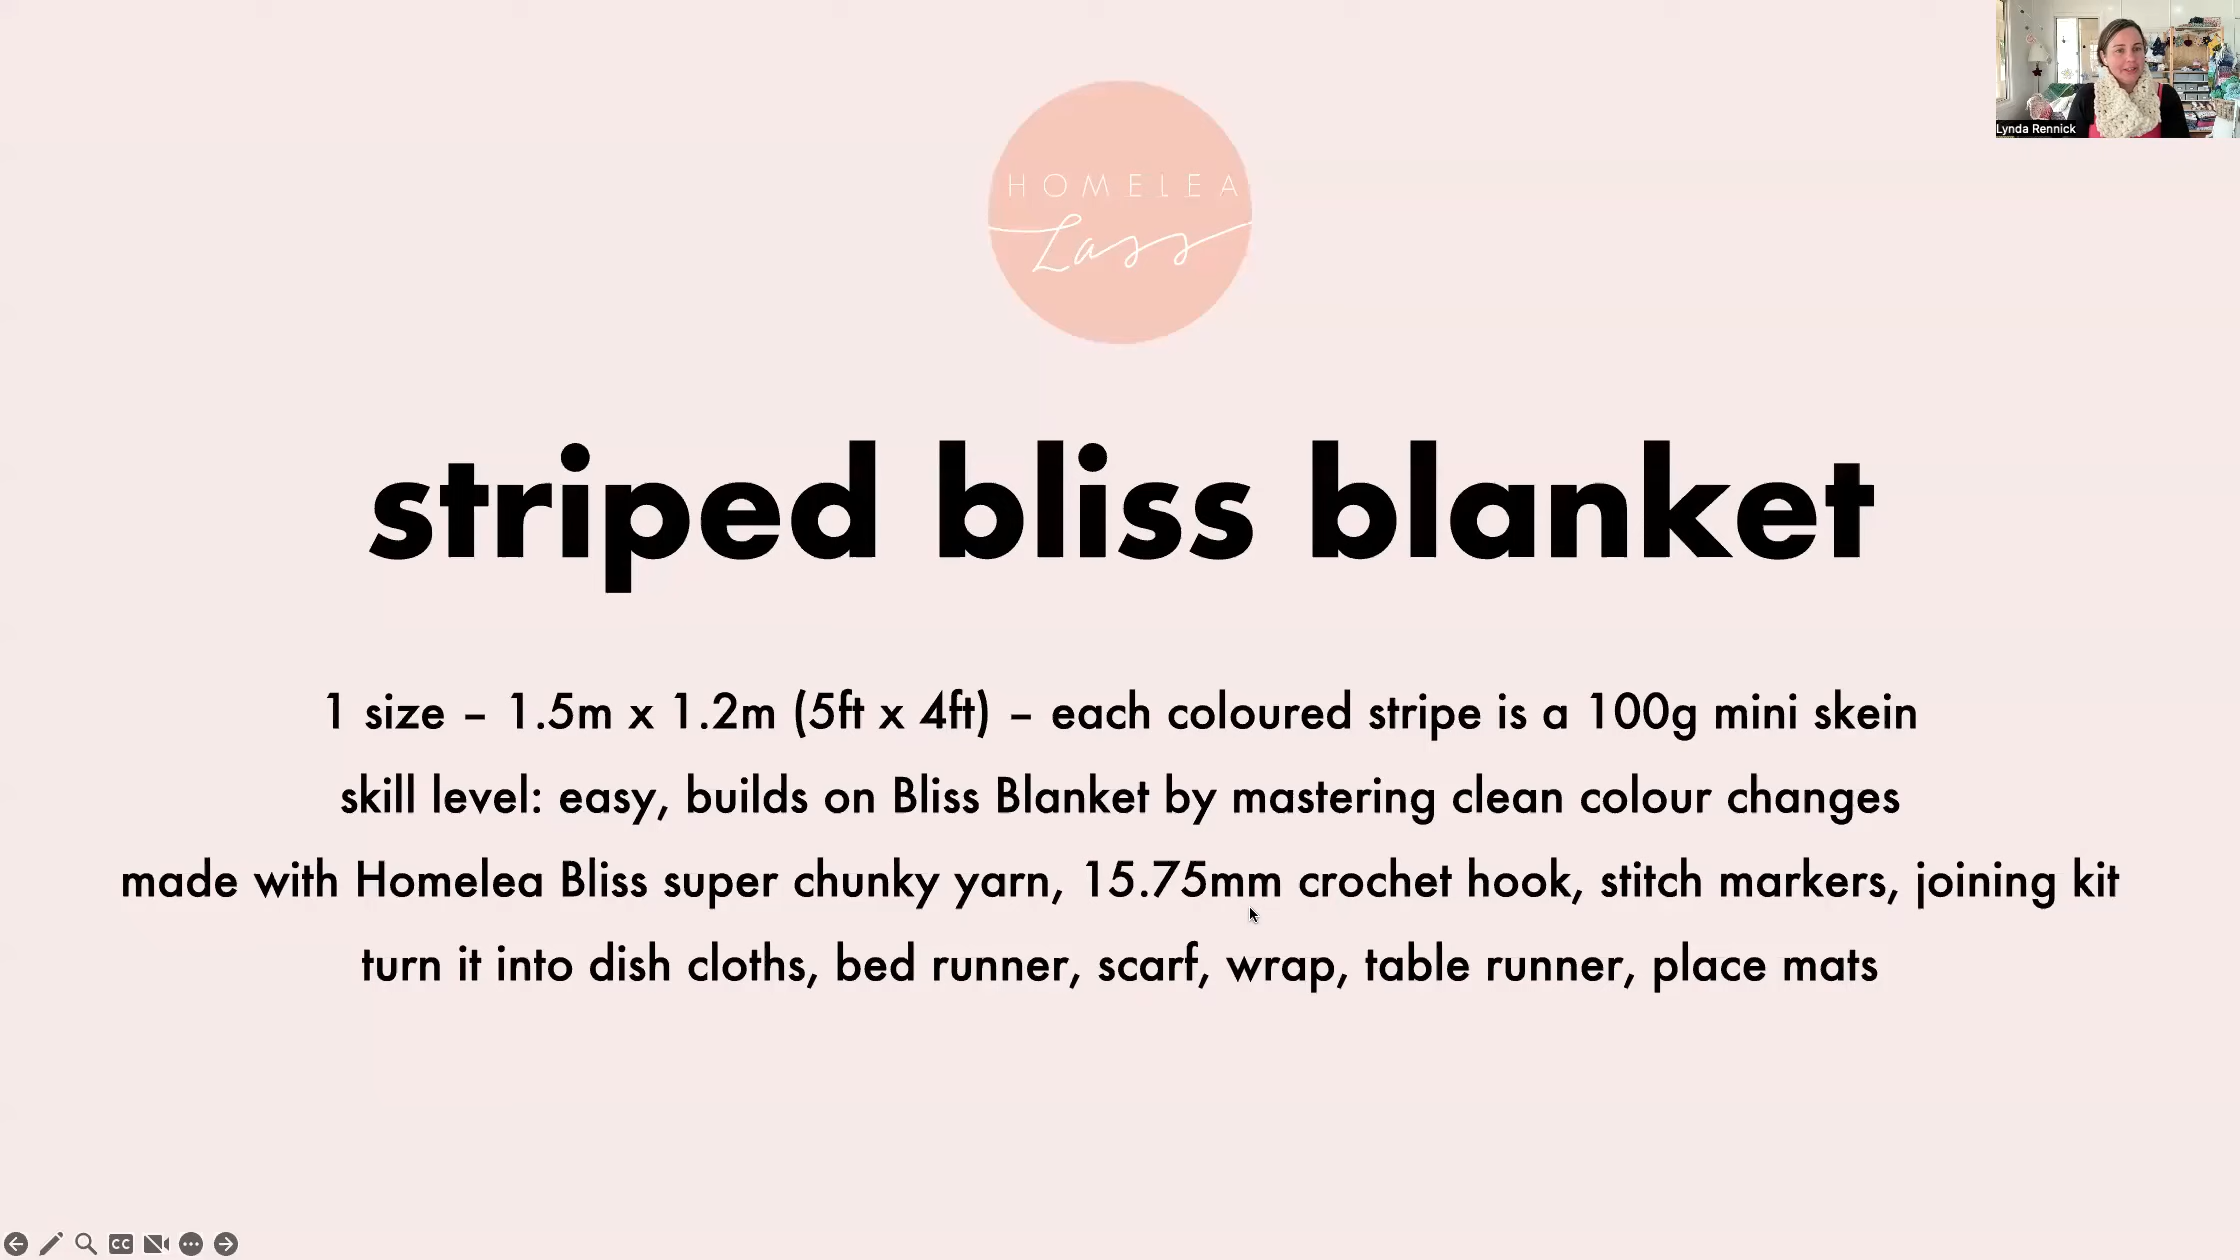 Lynda Rennick
HOMELEA
Lass
striped bliss blanket
1 size – 1.5m x 1.2m (5ft x 4ft) – each coloured stripe is a 100g mini skein
skill level: easy, builds on Bliss Blanket by mastering clean colour changes
made with Homelea Bliss super chunky yarn, 15.75mm crochet hook, stitch markers, joining kit
turn it into dish cloths, bed runner, scarf, wrap, table runner, place mats
CC